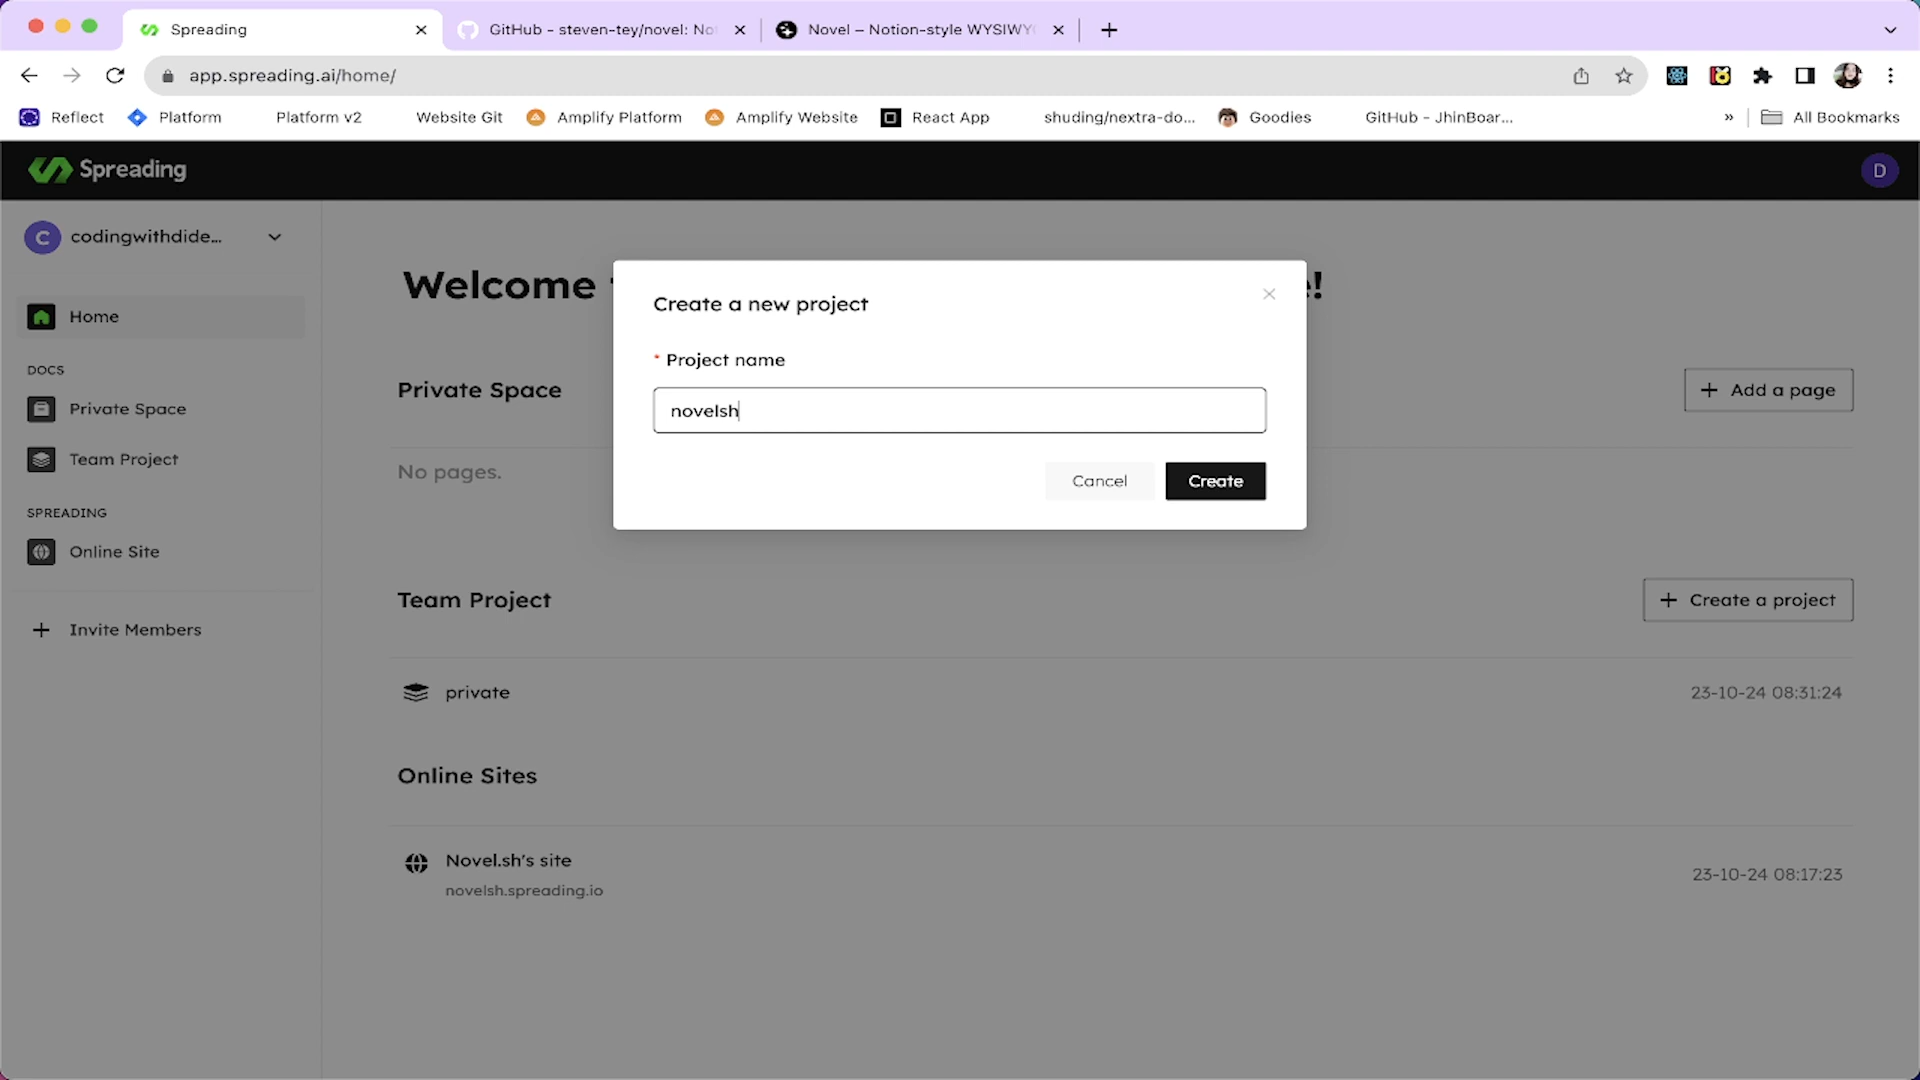 Spreading
GitHub - steven-tey/novel: No
Novel – Notion-style WYSIWY
app.spreading.ai/home/
Reflect
Platform
Platform v2
Website Git
Amplify Platform
Amplify Website
React App
shuding/nextra-do...
Goodies
GitHub - JhinBoar...
»
All Bookmarks
Spreading
D
C codingwithdide...
Home
DOCS
Private Space
Team Project
SPREADING
Online Site
+ Invite Members
Welcome
!
Create a new project
* Project name
novelsh
Cancel
Create
Private Space
+ Add a page
No pages.
Team Project
+ Create a project
private
23-10-24 08:31:24
Online Sites
Novel.sh's site
novelsh.spreading.io
23-10-24 08:17:23